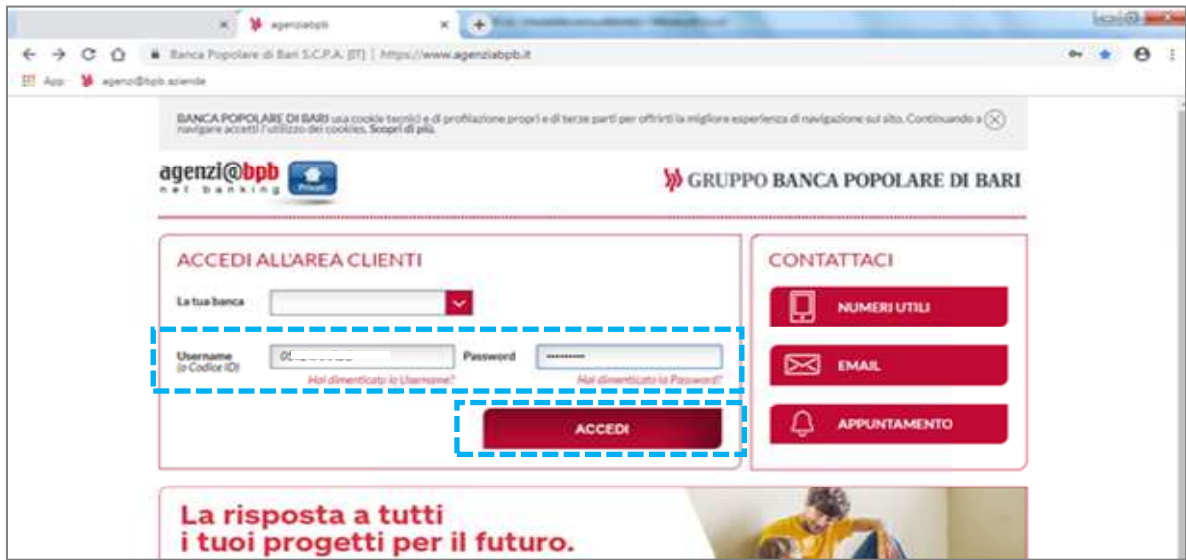 agenziabpb
Banca Popolare di Bari S.C.P.A. [IT] | https://www.agenziabpb.it
App agenzi@bpb aziende
BANCA POPOLARE DI BARI usa cookie tecnici e di profilazione propri e di terze parti per offrirti la migliore esperienza di navigazione sul sito. Continuando a
navigare accetti l'utilizzo dei cookies. Scopri di più.
agenzi@bpb
net banking
Privati
GRUPPO BANCA POPOLARE DI BARI
ACCEDI ALL'AREA CLIENTI
La tua banca
Username
(o Codice ID)
Password
Hai dimenticato lo Username?
Hai dimenticato la Password?
ACCEDI
CONTATTACI
NUMERI UTILI
EMAIL
APPUNTAMENTO
La risposta a tutti
i tuoi progetti per il futuro.